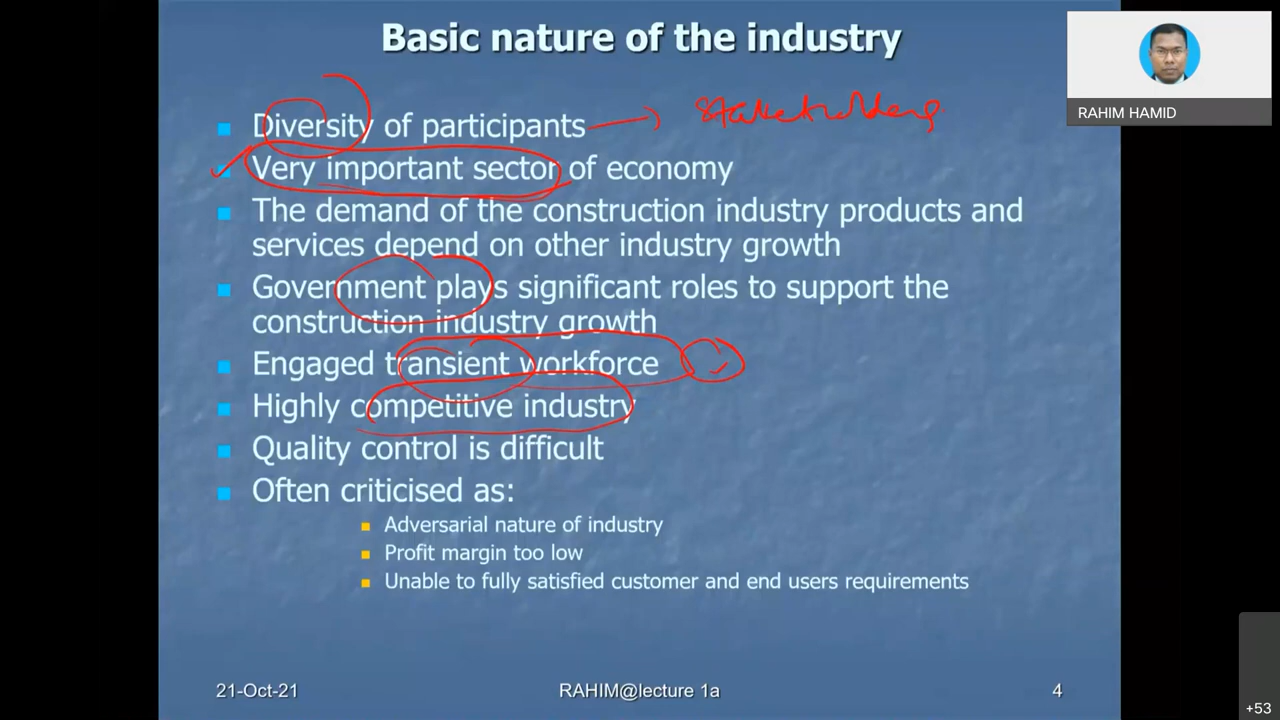 Basic nature of the industry
Diversity of participants
stakeholders
Very important sector of economy
The demand of the construction industry products and
services depend on other industry growth
Government plays significant roles to support the
construction industry growth
Engaged transient workforce
Highly competitive industry
Quality control is difficult
Often criticised as:
Adversarial nature of industry
Profit margin too low
Unable to fully satisfied customer and end users requirements
21-Oct-21
RAHIM@lecture 1a
4
RAHIM HAMID
+53